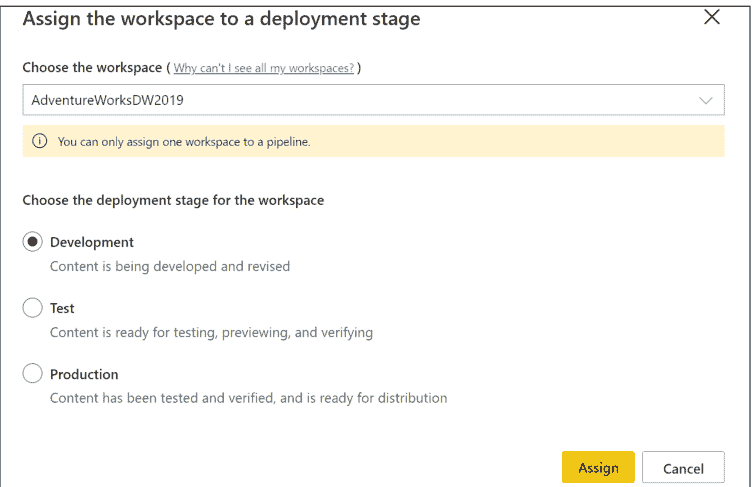 Assign the workspace to a deployment stage
Choose the workspace ( Why can't I see all my workspaces? )
AdventureWorksDW2019
You can only assign one workspace to a pipeline.
Choose the deployment stage for the workspace
Development
Content is being developed and revised
Test
Content is ready for testing, previewing, and verifying
Production
Content has been tested and verified, and is ready for distribution
Assign Cancel